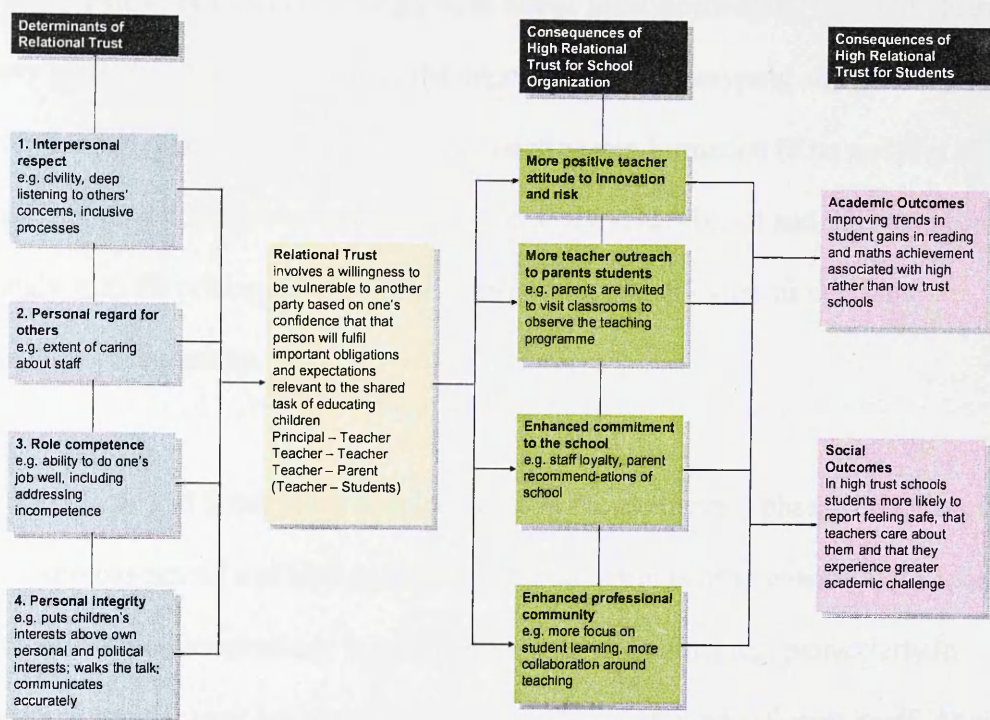 Determinants of
Relational Trust
1. Interpersonal
respect
e.g. civility, deep
listening to others'
concerns, inclusive
processes
2. Personal regard for
others
e.g. extent of caring
about staff
3. Role competence
e.g. ability to do one's
job well, including
addressing
incompetence
4. Personal integrity
e.g. puts children's
interests above own
personal and political
interests; walks the talk;
communicates
accurately
Relational Trust
involves a willingness to
be vulnerable to another
party based on one's
confidence that that
person will fulfil
important obligations
and expectations
relevant to the shared
task of educating
children
Principal – Teacher
Teacher – Teacher
Teacher – Parent
(Teacher – Students)
Consequences of
High Relational
Trust for School
Organization
More positive teacher
attitude to innovation
and risk
More teacher outreach
to parents students
e.g. parents are invited
to visit classrooms to
observe the teaching
programme
Enhanced commitment
to the school
e.g. staff loyalty, parent
recommend-ations of
school
Enhanced professional
community
e.g. more focus on
student learning, more
collaboration around
teaching
Consequences of
High Relational
Trust for Students
Academic Outcomes
Improving trends in
student gains in reading
and maths achievement
associated with high
rather than low trust
schools
Social
Outcomes
In high trust schools
students more likely to
report feeling safe, that
teachers care about
them and that they
experience greater
academic challenge